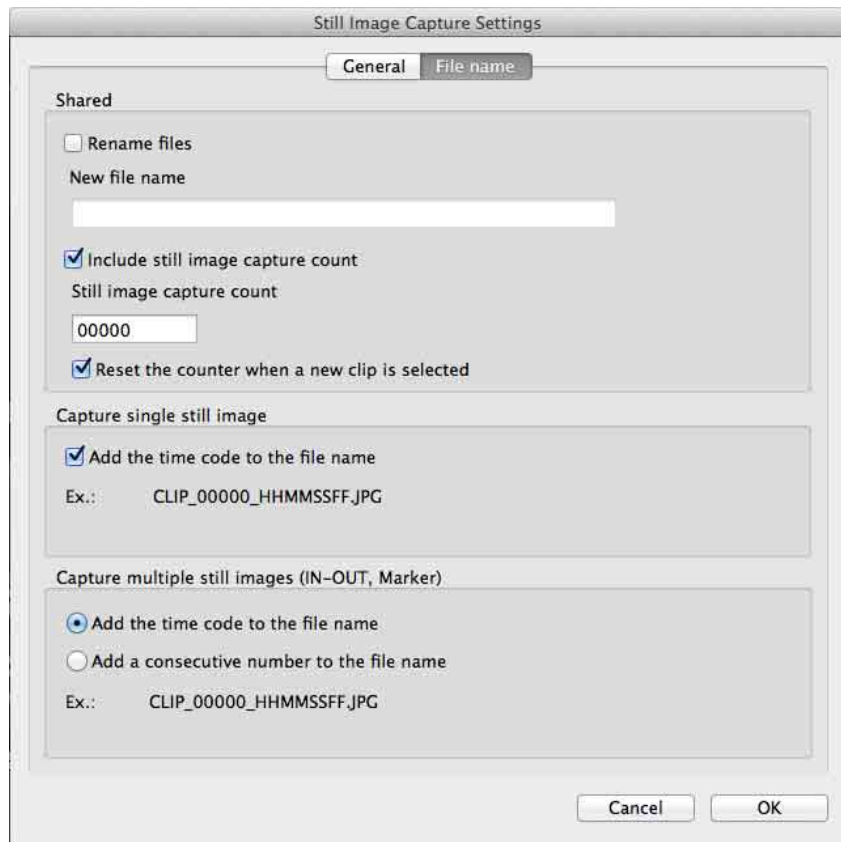 Still Image Capture Settings
General File name
Shared
Rename files
New file name
Include still image capture count
Still image capture count
00000
Reset the counter when a new clip is selected
Capture single still image
Add the time code to the file name
Ex.: CLIP_00000_HHMMSSFF.JPG
Capture multiple still images (IN-OUT, Marker)
Add the time code to the file name
Add a consecutive number to the file name
Ex.: CLIP_00000_HHMMSSFF.JPG
Cancel OK